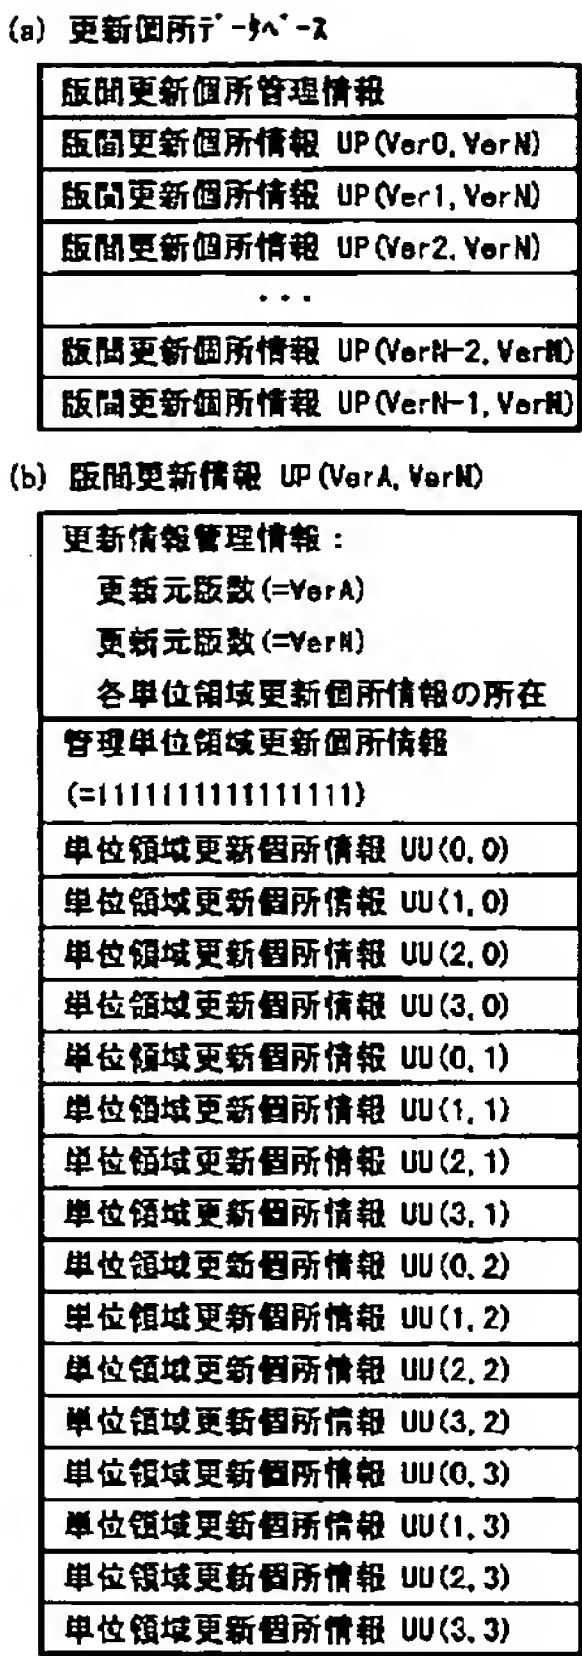 (a) 更新個所ﾃﾞｰﾀﾍﾞｰｽ
版間更新個所管理情報
版間更新個所情報 UP(Ver0, VerN)
版間更新個所情報 UP(Ver1, VerN)
版間更新個所情報 UP(Ver2, VerN)
...
版間更新個所情報 UP(VerN-2, VerN)
版間更新個所情報 UP(VerN-1, VerN)
(b) 版間更新情報 UP(VerA, VerN)
更新情報管理情報：
更新元版数(=VerA)
更新元版数(=VerN)
各単位領域更新個所情報の所在
管理単位領域更新個所情報
(=1111111111111111)
単位領域更新個所情報 UU(0, 0)
単位領域更新個所情報 UU(1, 0)
単位領域更新個所情報 UU(2, 0)
単位領域更新個所情報 UU(3, 0)
単位領域更新個所情報 UU(0, 1)
単位領域更新個所情報 UU(1, 1)
単位領域更新個所情報 UU(2, 1)
単位領域更新個所情報 UU(3, 1)
単位領域更新個所情報 UU(0, 2)
単位領域更新個所情報 UU(1, 2)
単位領域更新個所情報 UU(2, 2)
単位領域更新個所情報 UU(3, 2)
単位領域更新個所情報 UU(0, 3)
単位領域更新個所情報 UU(1, 3)
単位領域更新個所情報 UU(2, 3)
単位領域更新個所情報 UU(3, 3)